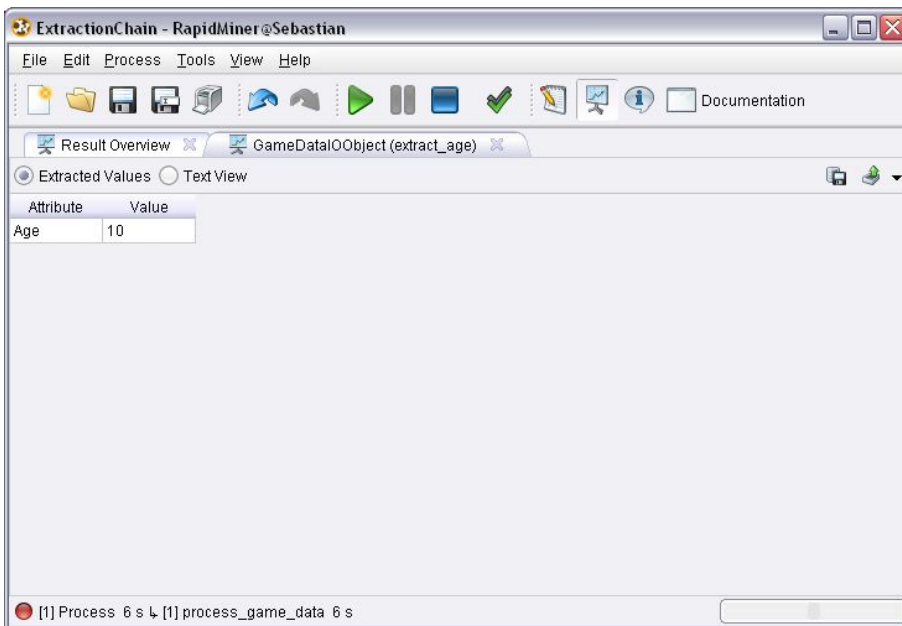 ExtractionChain - RapidMiner@Sebastian
File Edit Process Tools View Help
Documentation
Result Overview GameDataIOObject (extract_age)
Extracted Values Text View
Attribute Value
Age 10
[1] Process 6 s ↳ [1] process_game_data 6 s